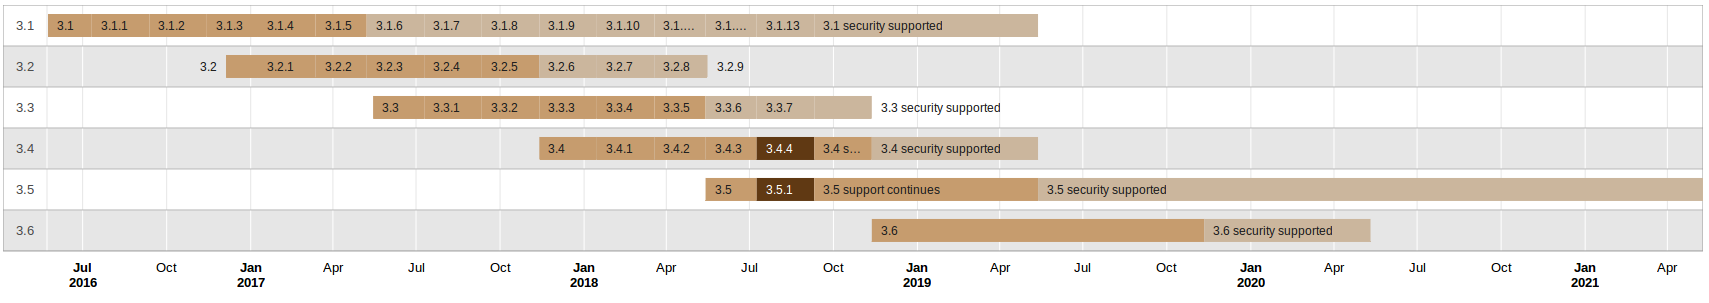 3.1 3.1 3.1.1 3.1.2 3.1.3 3.1.4 3.1.5 3.1.6 3.1.7 3.1.8 3.1.9 3.1.10 3.1.… 3.1.… 3.1.13 3.1 security supported
3.2 3.2 3.2.1 3.2.2 3.2.3 3.2.4 3.2.5 3.2.6 3.2.7 3.2.8 3.2.9
3.3 3.3 3.3.1 3.3.2 3.3.3 3.3.4 3.3.5 3.3.6 3.3.7 3.3 security supported
3.4 3.4 3.4.1 3.4.2 3.4.3 3.4.4 3.4 s… 3.4 security supported
3.5 3.5 3.5.1 3.5 support continues 3.5 security supported
3.6 3.6 3.6 security supported
Jul Oct Jan Apr Jul Oct Jan Apr Jul Oct Jan Apr Jul Oct Jan Apr Jul Oct Jan Apr
2016 2017 2018 2019 2020 2021